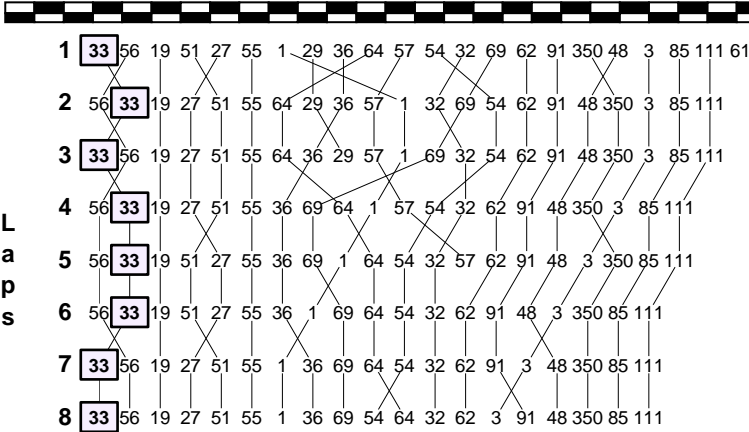 1 33 56 19 51 27 55 1 29 36 64 57 54 32 69 62 91 350 48 3 85 111 61
2 56 33 19 27 51 55 64 29 36 57 1 32 69 54 62 91 48 350 3 85 111
3 33 56 19 27 51 55 64 36 29 57 1 69 32 54 62 91 48 350 3 85 111
4 56 33 19 27 51 55 36 69 64 1 57 54 32 62 91 48 350 3 85 111
5 56 33 19 51 27 55 36 69 1 64 54 32 57 62 91 48 3 350 85 111
6 56 33 19 51 27 55 36 1 69 64 54 32 62 91 48 3 350 85 111
7 33 56 19 27 51 55 1 36 69 64 54 32 62 91 3 48 350 85 111
8 33 56 19 27 51 55 1 36 69 54 64 32 62 3 91 48 350 85 111
Laps